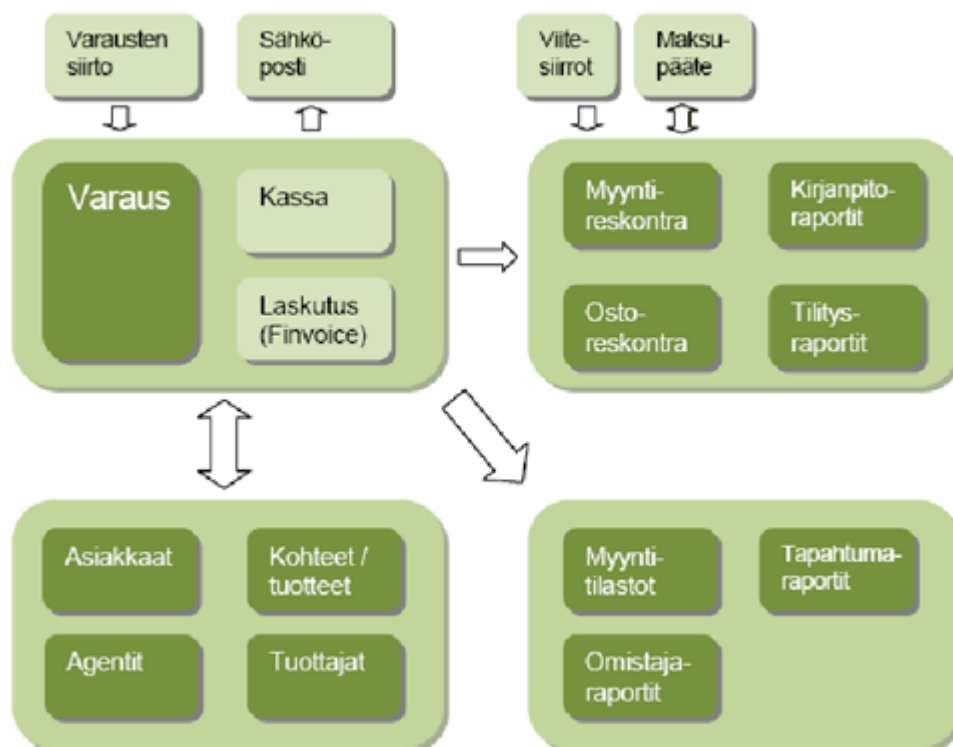 Varausten
siirto
Sähkö-
posti
Viite-
siirrot
Maksu-
pääte
Varaus
Kassa
Laskutus
(Finvoice)
Myynti-
reskontra
Kirjanpito-
raportit
Osto-
reskontra
Tilitys-
raportit
Asiakkaat
Kohteet /
tuotteet
Agentit
Tuottajat
Myynti-
tilastot
Tapahtuma-
raportit
Omistaja-
raportit